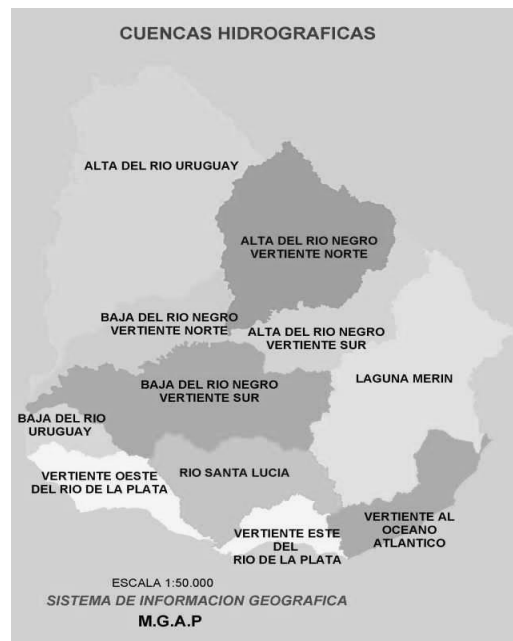 CUENCAS HIDROGRAFICAS
ALTA DEL RIO URUGUAY
ALTA DEL RIO NEGRO
VERTIENTE NORTE
BAJA DEL RIO NEGRO
VERTIENTE NORTE
ALTA DEL RIO NEGRO
VERTIENTE SUR
BAJA DEL RIO NEGRO
VERTIENTE SUR
LAGUNA MERIN
BAJA DEL RIO
URUGUAY
VERTIENTE OESTE
DEL RIO DE LA PLATA
RIO SANTA LUCIA
VERTIENTE ESTE
DEL
RIO DE LA PLATA
VERTIENTE AL
OCEANO
ATLANTICO
ESCALA 1:50.000
SISTEMA DE INFORMACION GEOGRAFICA
M.G.A.P